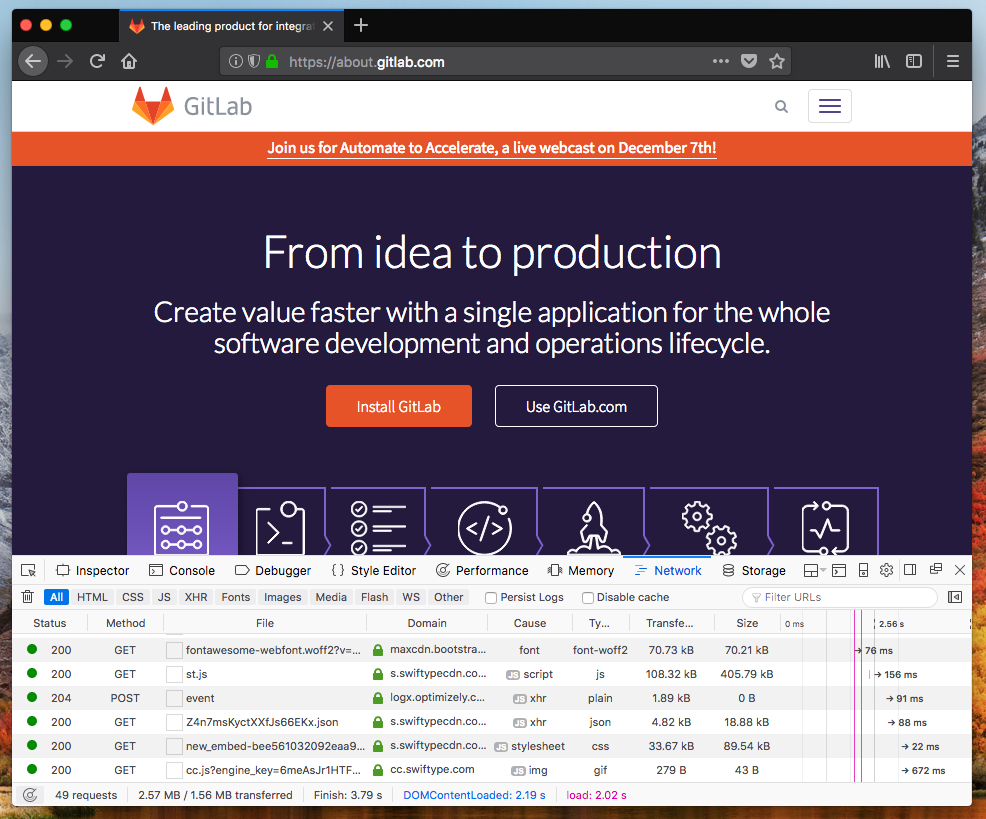 The leading product for integrat
https://about.gitlab.com
GitLab
Join us for Automate to Accelerate, a live webcast on December 7th!
From idea to production
Create value faster with a single application for the whole
software development and operations lifecycle.
Install GitLab
Use GitLab.com
Inspector Console Debugger Style Editor Performance Memory Network Storage
All HTML CSS JS XHR Fonts Images Media Flash WS Other Persist Logs Disable cache Filter URLs
Status Method File Domain Cause Ty... Transfe... Size 0 ms 2.56 s
200 GET fontawesome-webfont.woff2?v=... maxcdn.bootstra... font font-woff2 70.73 kB 70.21 kB → 76 ms
200 GET st.js s.swiftypecdn.co... JS script js 108.32 kB 405.79 kB → 156 ms
204 POST event logx.optimizely.c... JS xhr plain 1.89 kB 0 B → 91 ms
200 GET Z4n7msKyctXXfJs66EKx.json s.swiftypecdn.co... JS xhr json 4.82 kB 18.88 kB → 88 ms
200 GET new_embed-bee561032092eaa9... s.swiftypecdn.co... JS stylesheet css 33.67 kB 89.54 kB → 22 ms
200 GET cc.js?engine_key=6meAsJr1HTF... cc.swiftype.com JS img gif 279 B 43 B → 672 ms
49 requests 2.57 MB / 1.56 MB transferred Finish: 3.79 s DOMContentLoaded: 2.19 s load: 2.02 s